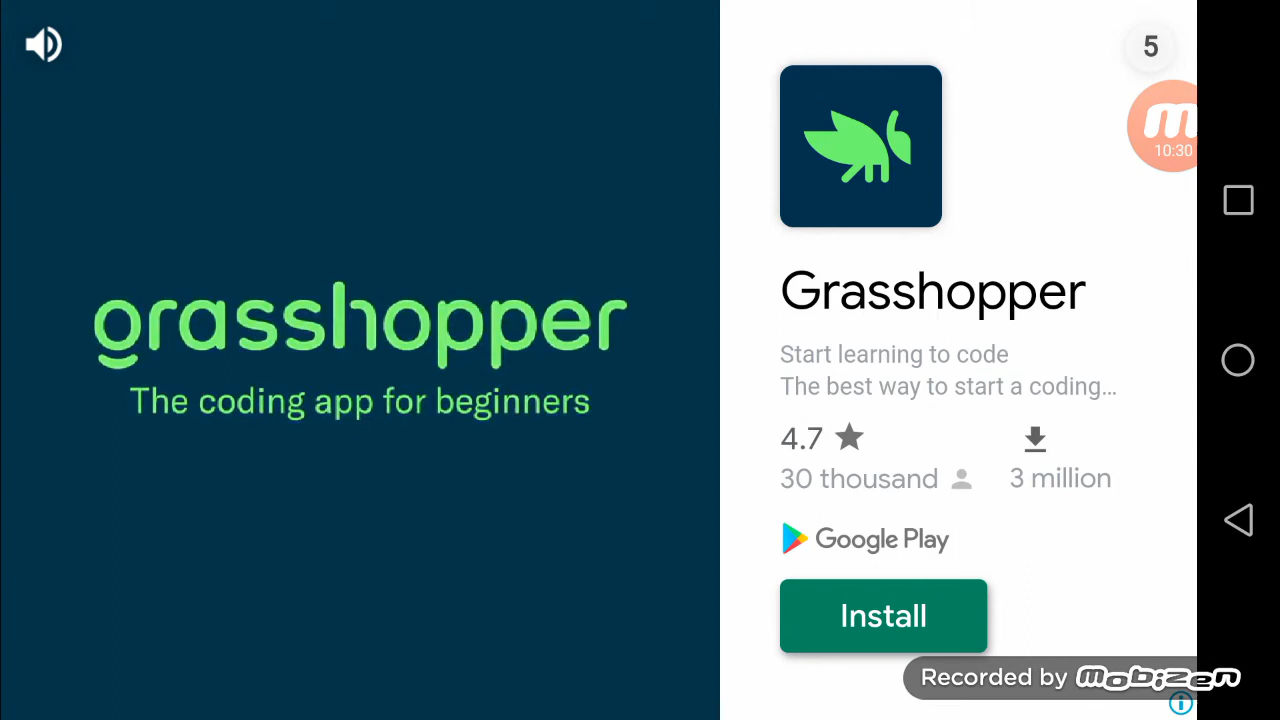 grasshopper
The coding app for beginners
5
10:30
Grasshopper
Start learning to code
The best way to start a coding...
4.7
30 thousand
3 million
Google Play
Install
Recorded by mobizen